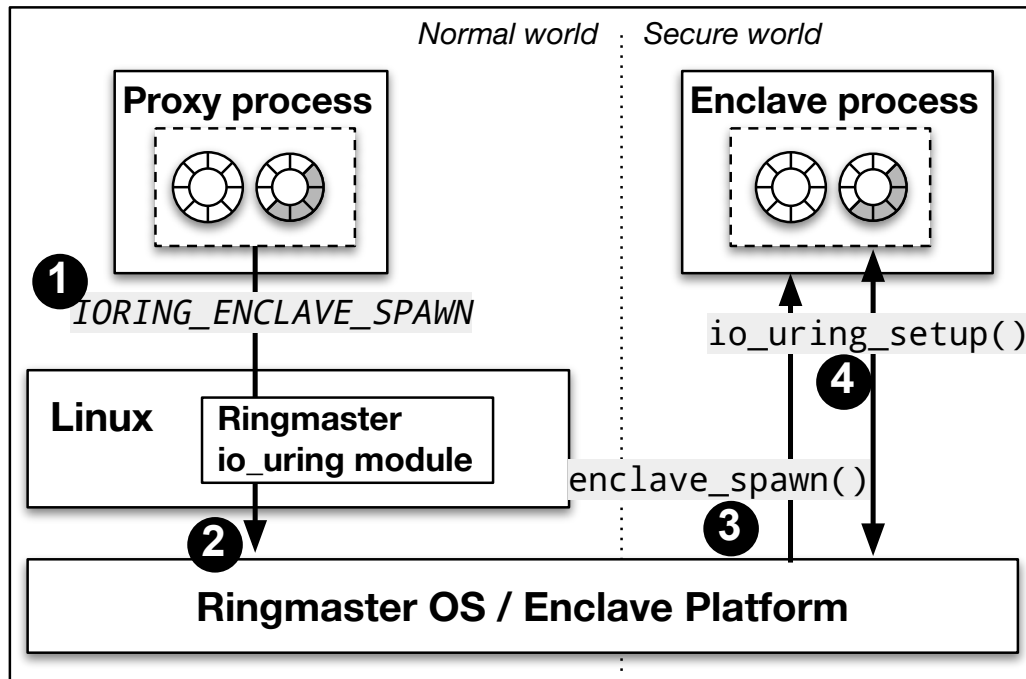 Normal world
Secure world
Proxy process
Enclave process
1
IORING_ENCLAVE_SPAWN
io_uring_setup()
4
Linux
Ringmaster
io_uring module
enclave_spawn()
2
3
Ringmaster OS / Enclave Platform